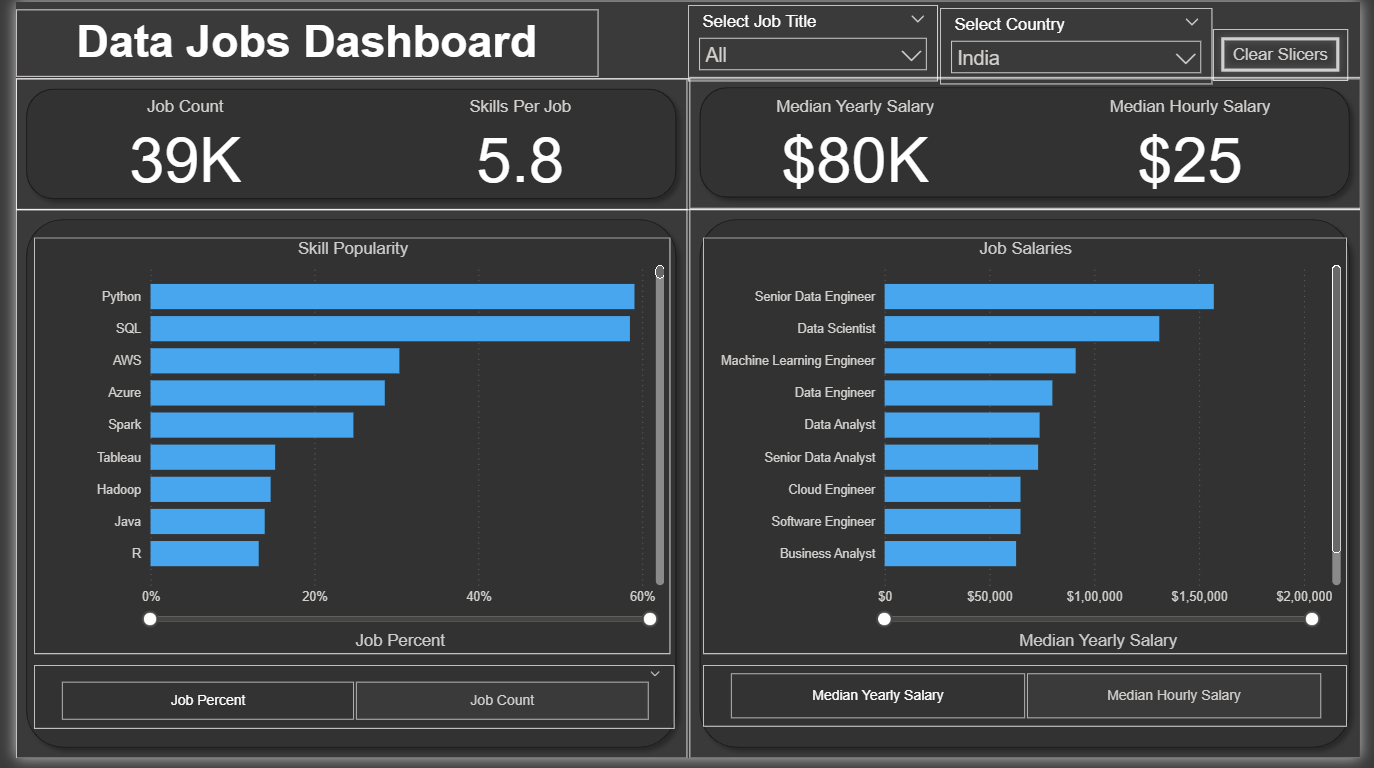 Data Jobs Dashboard
Select Job Title
All
Select Country
India
Clear Slicers
Job Count
39K
Skills Per Job
5.8
Median Yearly Salary
$80K
Median Hourly Salary
$25
Skill Popularity
Python
SQL
AWS
Azure
Spark
Tableau
Hadoop
Java
R
0% 20% 40% 60%
Job Percent
Job Percent
Job Count
Job Salaries
Senior Data Engineer
Data Scientist
Machine Learning Engineer
Data Engineer
Data Analyst
Senior Data Analyst
Cloud Engineer
Software Engineer
Business Analyst
$0 $50,000 $1,00,000 $1,50,000 $2,00,000
Median Yearly Salary
Median Yearly Salary
Median Hourly Salary